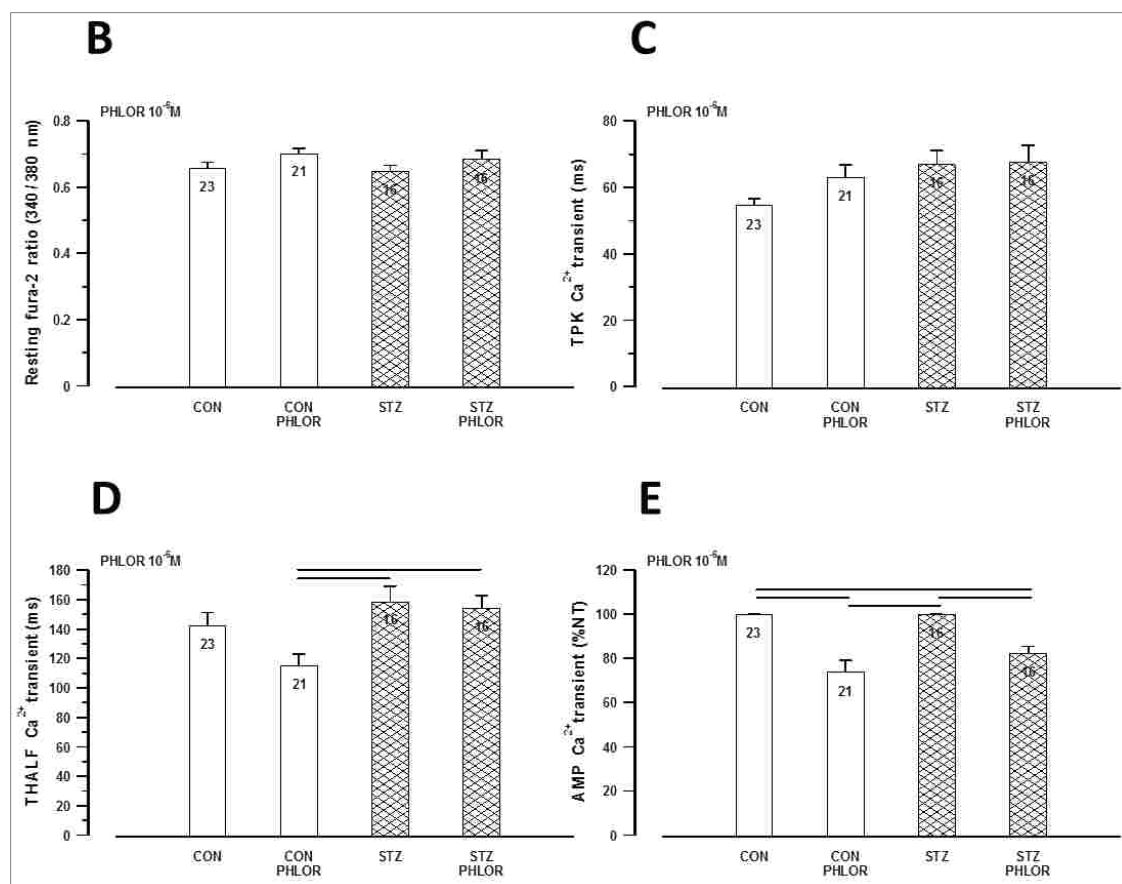 B
PHLOR 10⁻⁶M
Resting fura-2 ratio (340/380 nm)
0.8
0.6
0.4
0.2
0
23
21
16
16
CON
CON
PHLOR
STZ
STZ
PHLOR
C
PHLOR 10⁻⁶M
TPK Ca²⁺ transient (ms)
80
60
40
20
0
23
21
16
16
CON
CON
PHLOR
STZ
STZ
PHLOR
D
PHLOR 10⁻⁶M
THALF Ca²⁺ transient (ms)
180
160
140
120
100
80
60
40
20
0
23
21
16
16
CON
CON
PHLOR
STZ
STZ
PHLOR
E
PHLOR 10⁻⁶M
AMP Ca²⁺ transient (%NT)
120
100
80
60
40
20
0
23
21
16
16
CON
CON
PHLOR
STZ
STZ
PHLOR